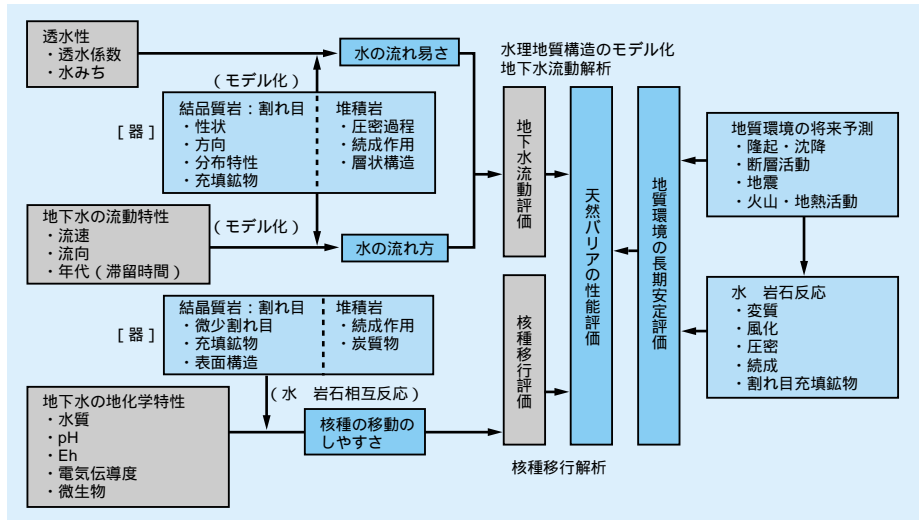 透水性
・透水係数
・水みち
水の流れ易さ
(モデル化)
[器]
結品質岩：割れ目
・性状
・方向
・分布特性
・充填鉱物
堆積岩
・圧密過程
・続成作用
・層状構造
地下水の流動特性
・流速
・流向
・年代(滞留時間)
(モデル化)
水の流れ方
[器]
結晶質岩：割れ目
・微少割れ目
・充填鉱物
・表面構造
堆積岩
・続成作用
・炭質物
(水　岩石相互反応)
地下水の地化学特性
・水質
・pH
・Eh
・電気伝導度
・微生物
核種の移動の
しやすさ
水理地質構造のモデル化
地下水流動解析
地下水流動評価
核種移行評価
核種移行解析
天然バリアの性能評価
地質環境の長期安定評価
地質環境の将来予測
・隆起・沈降
・断層活動
・地震
・火山・地熱活動
水　岩石反応
・変質
・風化
・圧密
・続成
・割れ目充填鉱物